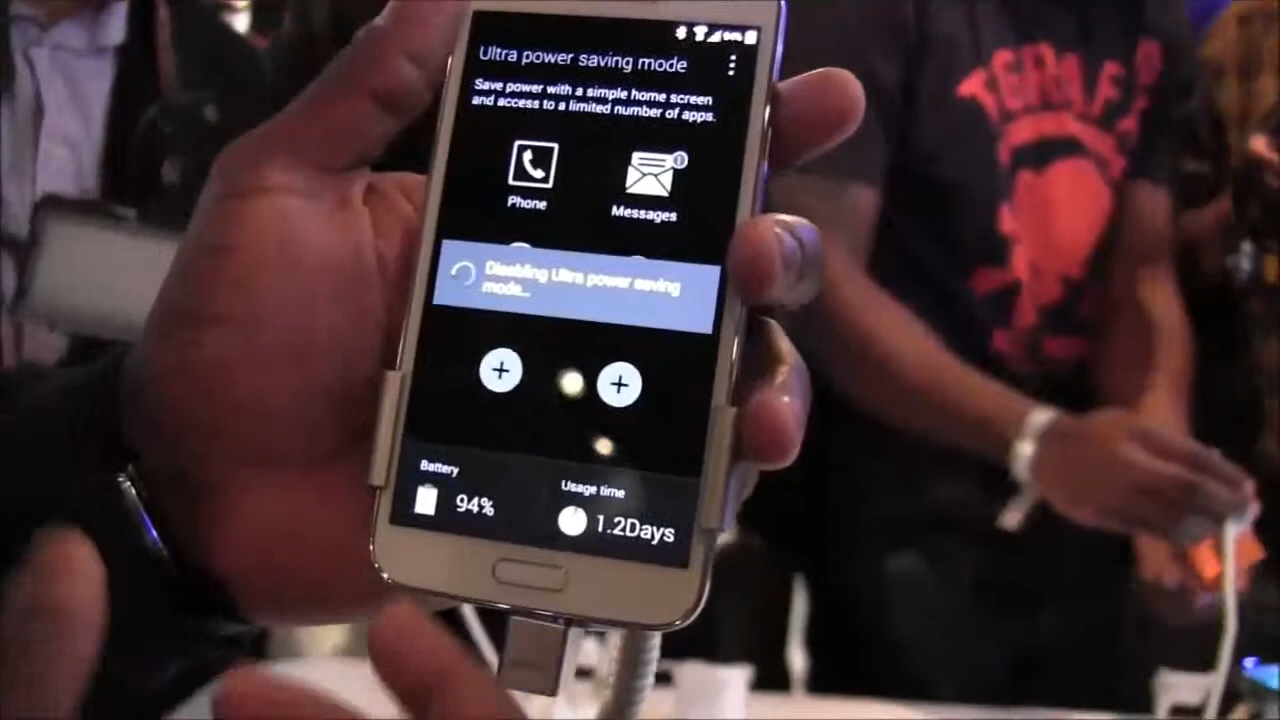 Ultra power saving mode
Save power with a simple home screen
and access to a limited number of apps.
Phone
Messages
Disabling Ultra power saving
mode...
Battery
94%
Usage time
1.2Days